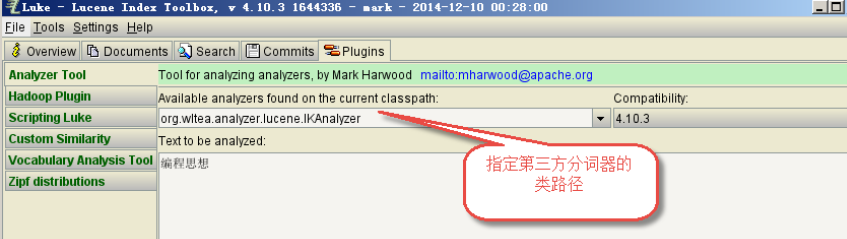 Luke - Lucene Index Toolbox, v 4.10.3 1644336 - mark - 2014-12-10 00:28:00
File Tools Settings Help
Overview Documents Search Commits Plugins
Analyzer Tool
Tool for analyzing analyzers, by Mark Harwood mailto:mharwood@apache.org
Hadoop Plugin
Available analyzers found on the current classpath: Compatibility:
Scripting Luke
org.wltea.analyzer.lucene.IKAnalyzer 4.10.3
Custom Similarity
Text to be analyzed:
Vocabulary Analysis Tool
编程思想
Zipf distributions
指定第三方分词器的
类路径